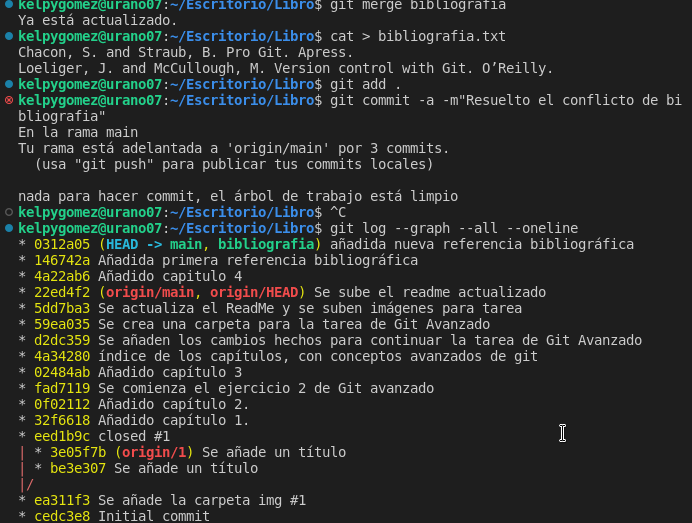 kelpygomez@urano07:~/Escritorio/Libro$ git merge bibliografia
Ya está actualizado.
kelpygomez@urano07:~/Escritorio/Libro$ cat > bibliografia.txt
Chacon, S. and Straub, B. Pro Git. Apress.
Loeliger, J. and McCullough, M. Version control with Git. O’Reilly.
kelpygomez@urano07:~/Escritorio/Libro$ git add .
kelpygomez@urano07:~/Escritorio/Libro$ git commit -a -m"Resuelto el conflicto de bi
bliografia"
En la rama main
Tu rama está adelantada a 'origin/main' por 3 commits.
  (usa "git push" para publicar tus commits locales)

nada para hacer commit, el árbol de trabajo está limpio
kelpygomez@urano07:~/Escritorio/Libro$ ^C
kelpygomez@urano07:~/Escritorio/Libro$ git log --graph --all --oneline
* 0312a05 (HEAD -> main, bibliografia) añadida nueva referencia bibliográfica
* 146742a Añadida primera referencia bibliográfica
* 4a22ab6 Añadido capitulo 4
* 22ed4f2 (origin/main, origin/HEAD) Se sube el readme actualizado
* 5dd7ba3 Se actualiza el ReadMe y se suben imágenes para tarea
* 59ea035 Se crea una carpeta para la tarea de Git Avanzado
* d2dc359 Se añaden los cambios hechos para continuar la tarea de Git Avanzado
* 4a34280 índice de los capítulos, con conceptos avanzados de git
* 02484ab Añadido capítulo 3
* fad7119 Se comienza el ejercicio 2 de Git avanzado
* 0f02112 Añadido capítulo 2.
* 32f6618 Añadido capítulo 1.
* eed1b9c closed #1
| * 3e05f7b (origin/1) Se añade un título
| * be3e307 Se añade un título
|/
* ea311f3 Se añade la carpeta img #1
* cedc3e8 Initial commit